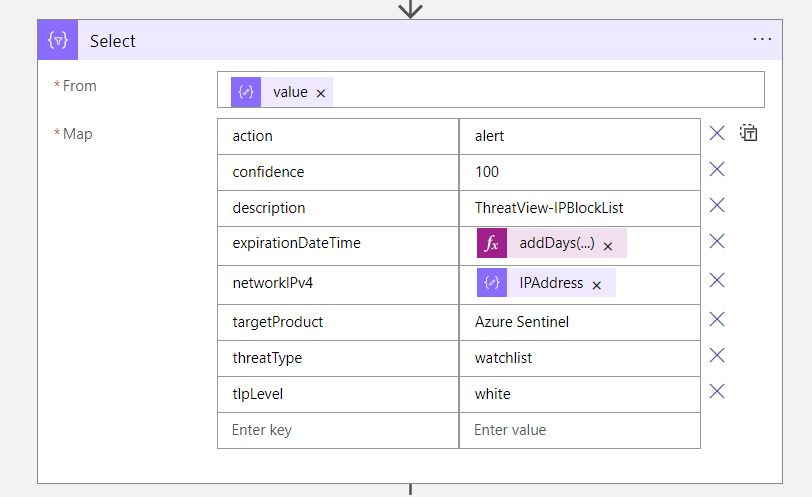 Select
* From
value ×
* Map
action alert
confidence 100
description ThreatView-IPBlockList
expirationDateTime fx addDays(...) ×
networkIPv4 IPAddress ×
targetProduct Azure Sentinel
threatType watchlist
tlpLevel white
Enter key Enter value